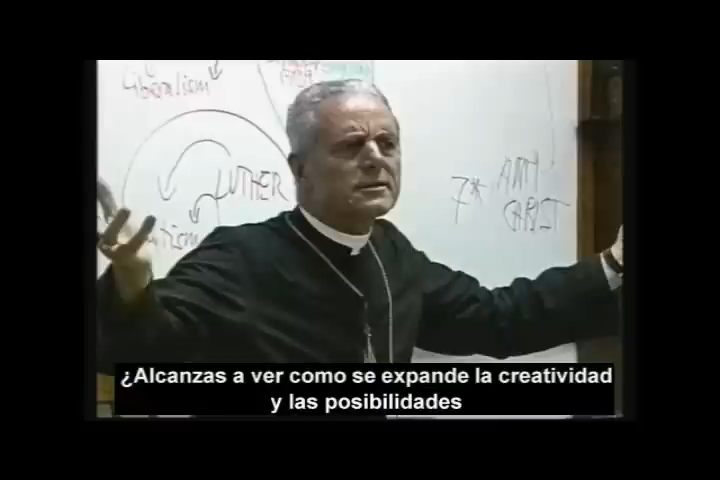 Liberalism
LUTHER
7*
ANTI
CHRIST
¿Alcanzas a ver como se expande la creatividad
y las posibilidades